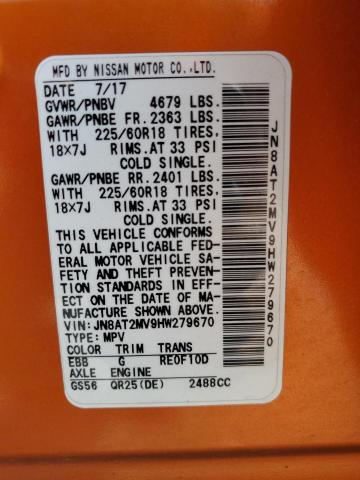 MFD BY NISSAN MOTOR CO.,LTD.
DATE 7/17
GVWR/PNBV 4679 LBS.
GAWR/PNBE FR. 2363 LBS.
WITH 225/60R18 TIRES,
18X7J RIMS.AT 33 PSI
COLD SINGLE.
GAWR/PNBE RR. 2401 LBS.
WITH 225/60R18 TIRES,
18X7J RIMS.AT 33 PSI
COLD SINGLE.
THIS VEHICLE CONFORMS
TO ALL APPLICABLE FED-
ERAL MOTOR VEHICLE SA-
FETY AND THEFT PREVEN-
TION STANDARDS IN EFF-
ECT ON THE DATE OF MA-
NUFACTURE SHOWN ABOVE.
VIN:JN8AT2MV9HW279670
TYPE: MPV
COLOR TRIM TRANS
EBB G RE0F10D
AXLE ENGINE
GS56 QR25(DE) 2488CC
JN8AT2MV9HW279670